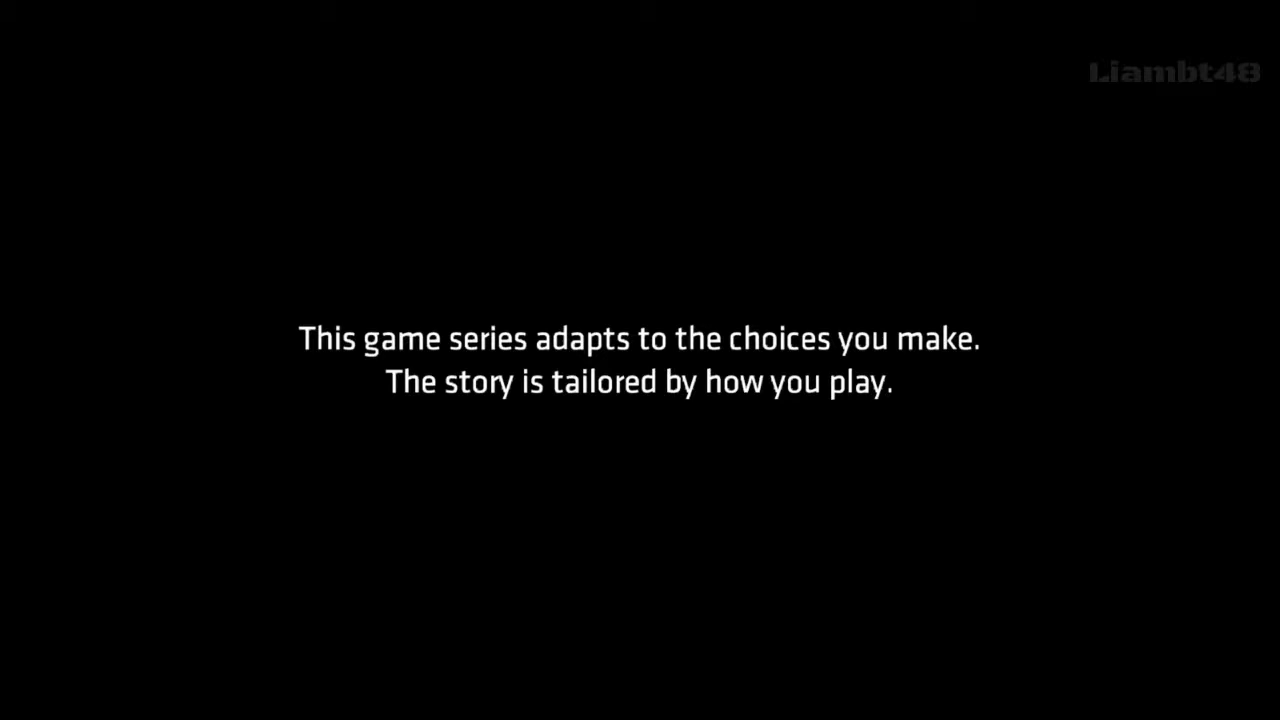 Liambt48
This game series adapts to the choices you make.
The story is tailored by how you play.